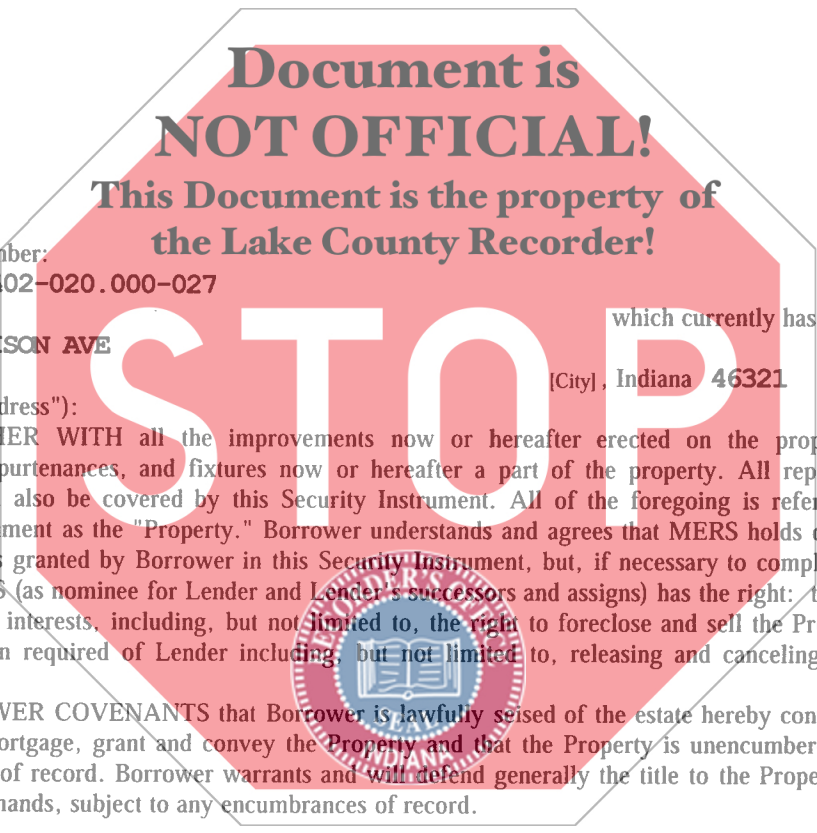 Document is
NOT OFFICIAL!
This Document is the property of
the Lake County Recorder!
STOP
nber:
402-020.000-027
which currently has
ISON AVE
[City] , Indiana 46321
dress"):
IER WITH all the improvements now or hereafter erected on the prop
purtenances, and fixtures now or hereafter a part of the property. All rep
also be covered by this Security Instrument. All of the foregoing is refer
ment as the "Property." Borrower understands and agrees that MERS holds
s granted by Borrower in this Security Instrument, but, if necessary to compl
S (as nominee for Lender and Lender's successors and assigns) has the right: t
interests, including, but not limited to, the right to foreclose and sell the Pr
n required of Lender including, but not limited to, releasing and canceling
WER COVENANTS that Borrower is lawfully seised of the estate hereby con
ortgage, grant and convey the Property and that the Property is unencumber
of record. Borrower warrants and will defend generally the title to the Prope
nands, subject to any encumbrances of record.
RECORDER'S OFFICE
SEAL
INDIANA